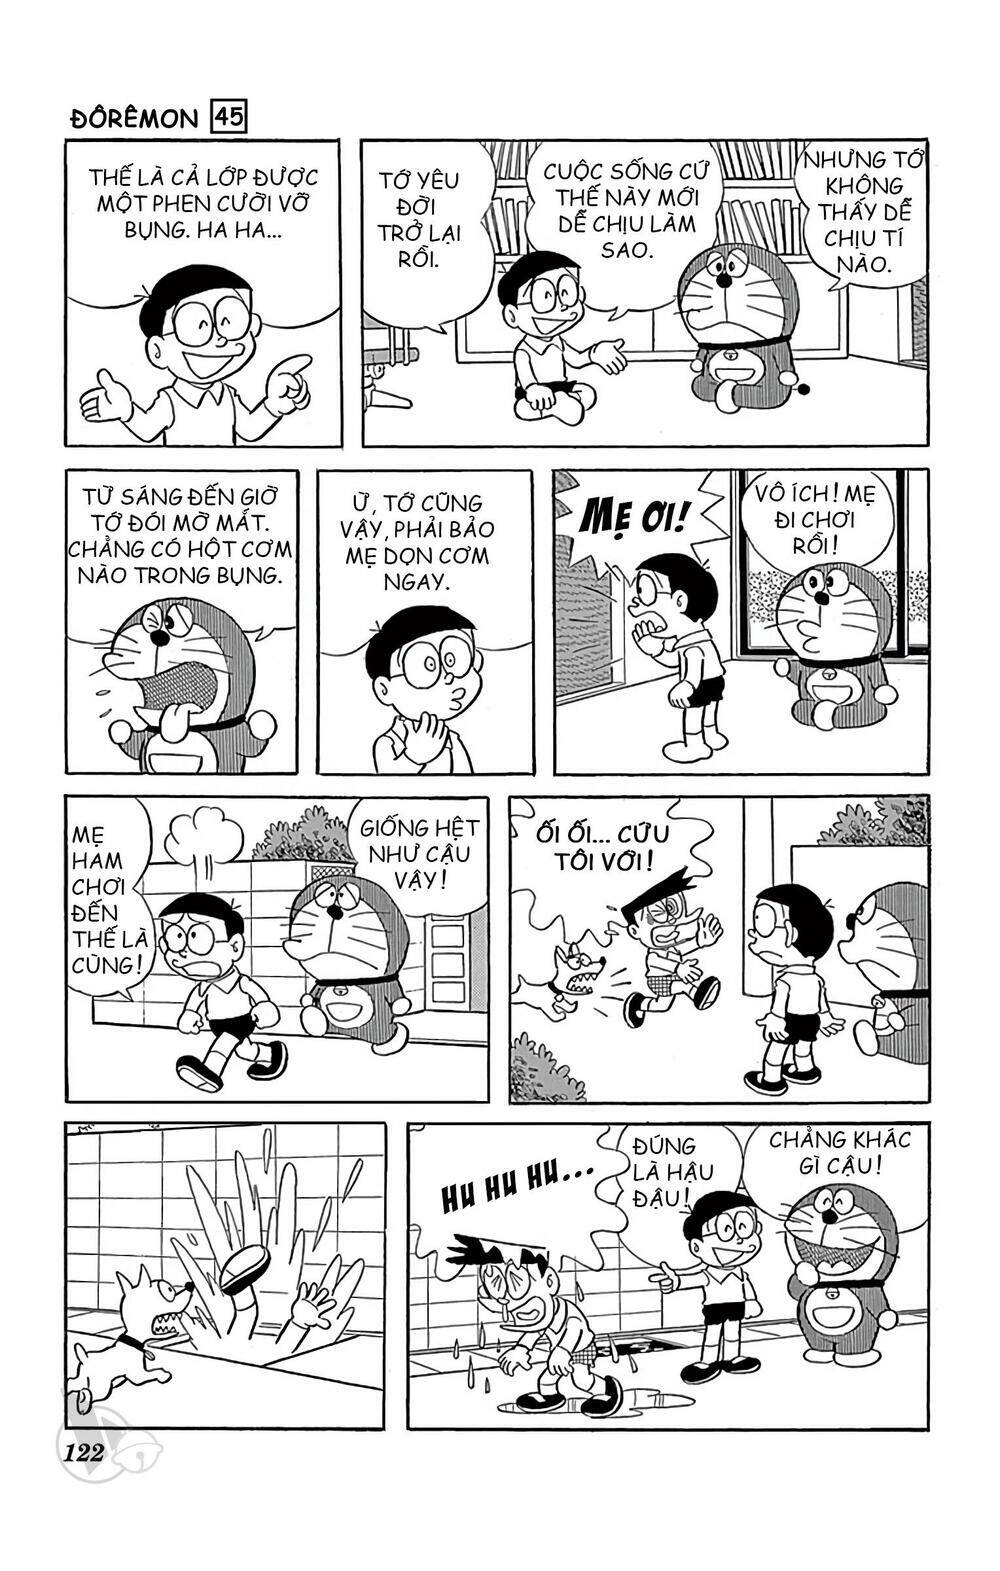 ĐÔRÊMON 45
THẾ LÀ CẢ LỚP ĐƯỢC
MỘT PHEN CƯỜI VỠ
BỤNG. HA HA...
TỚ YÊU
ĐỜI
TRỞ LẠI
RỒI.
CUỘC SỐNG CỨ
THẾ NÀY MỚI
DỄ CHỊU LÀM
SAO.
NHƯNG TỚ
KHÔNG
THẤY DỄ
CHỊU TÍ
NÀO.
TỪ SÁNG ĐẾN GIỜ
TỚ ĐÓI MỜ MẮT.
CHẲNG CÓ HỘT CƠM
NÀO TRONG BỤNG.
Ừ, TỚ CŨNG
VẬY, PHẢI BẢO
MẸ DỌN CƠM
NGAY.
MẸ ƠI!
VÔ ÍCH! MẸ
ĐI CHƠI
RỒI!
MẸ
HAM
CHƠI
ĐẾN
THẾ LÀ
CÙNG!
GIỐNG HỆT
NHƯ CẬU
VẬY!
ỐI ỐI... CỨU
TÔI VỚI!
HU HU HU...
ĐÚNG
LÀ HẬU
ĐẬU!
CHẲNG KHÁC
GÌ CẬU!
122